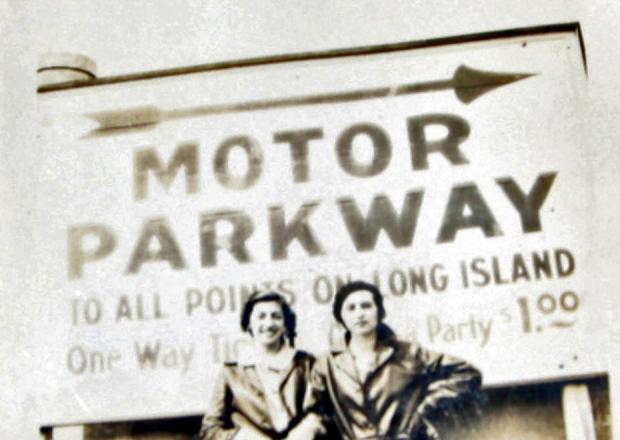 MOTOR
PARKWAY
TO ALL POINTS ON LONG ISLAND
One Way Party $1.00